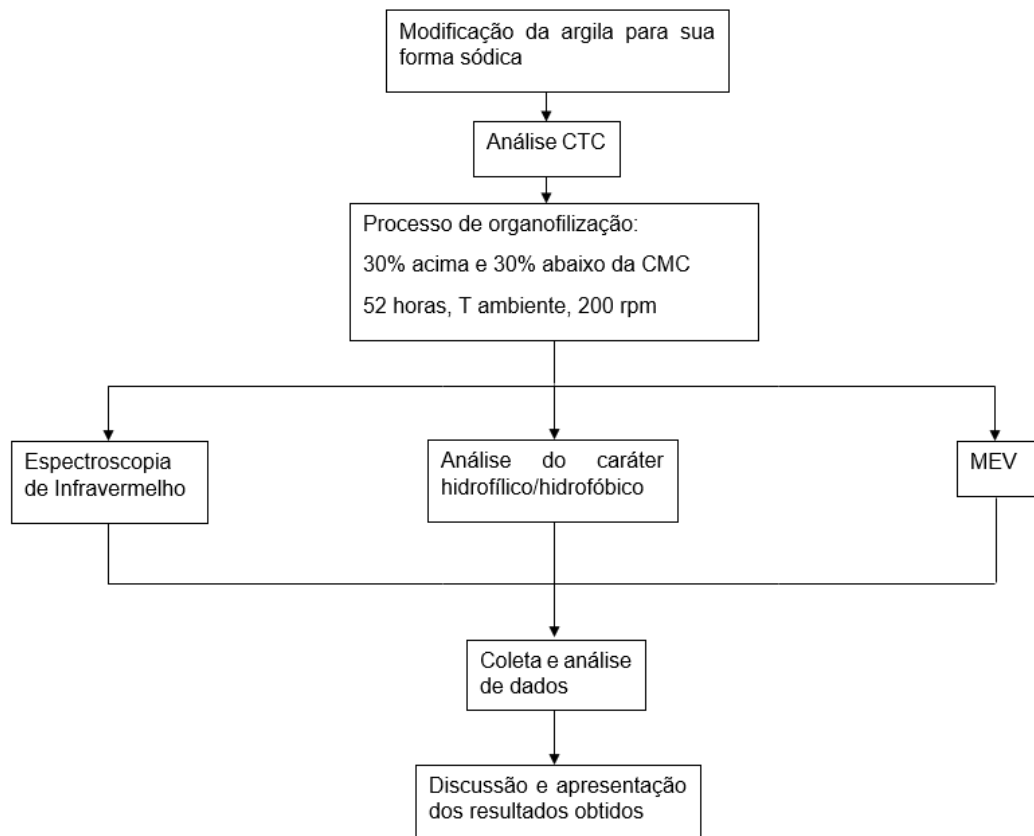 Modificação da argila para sua
forma sódica
Análise CTC
Processo de organofilização:
30% acima e 30% abaixo da CMC
52 horas, T ambiente, 200 rpm
Espectroscopia
de Infravermelho
Análise do caráter
hidrofílico/hidrofóbico
MEV
Coleta e análise
de dados
Discussão e apresentação
dos resultados obtidos